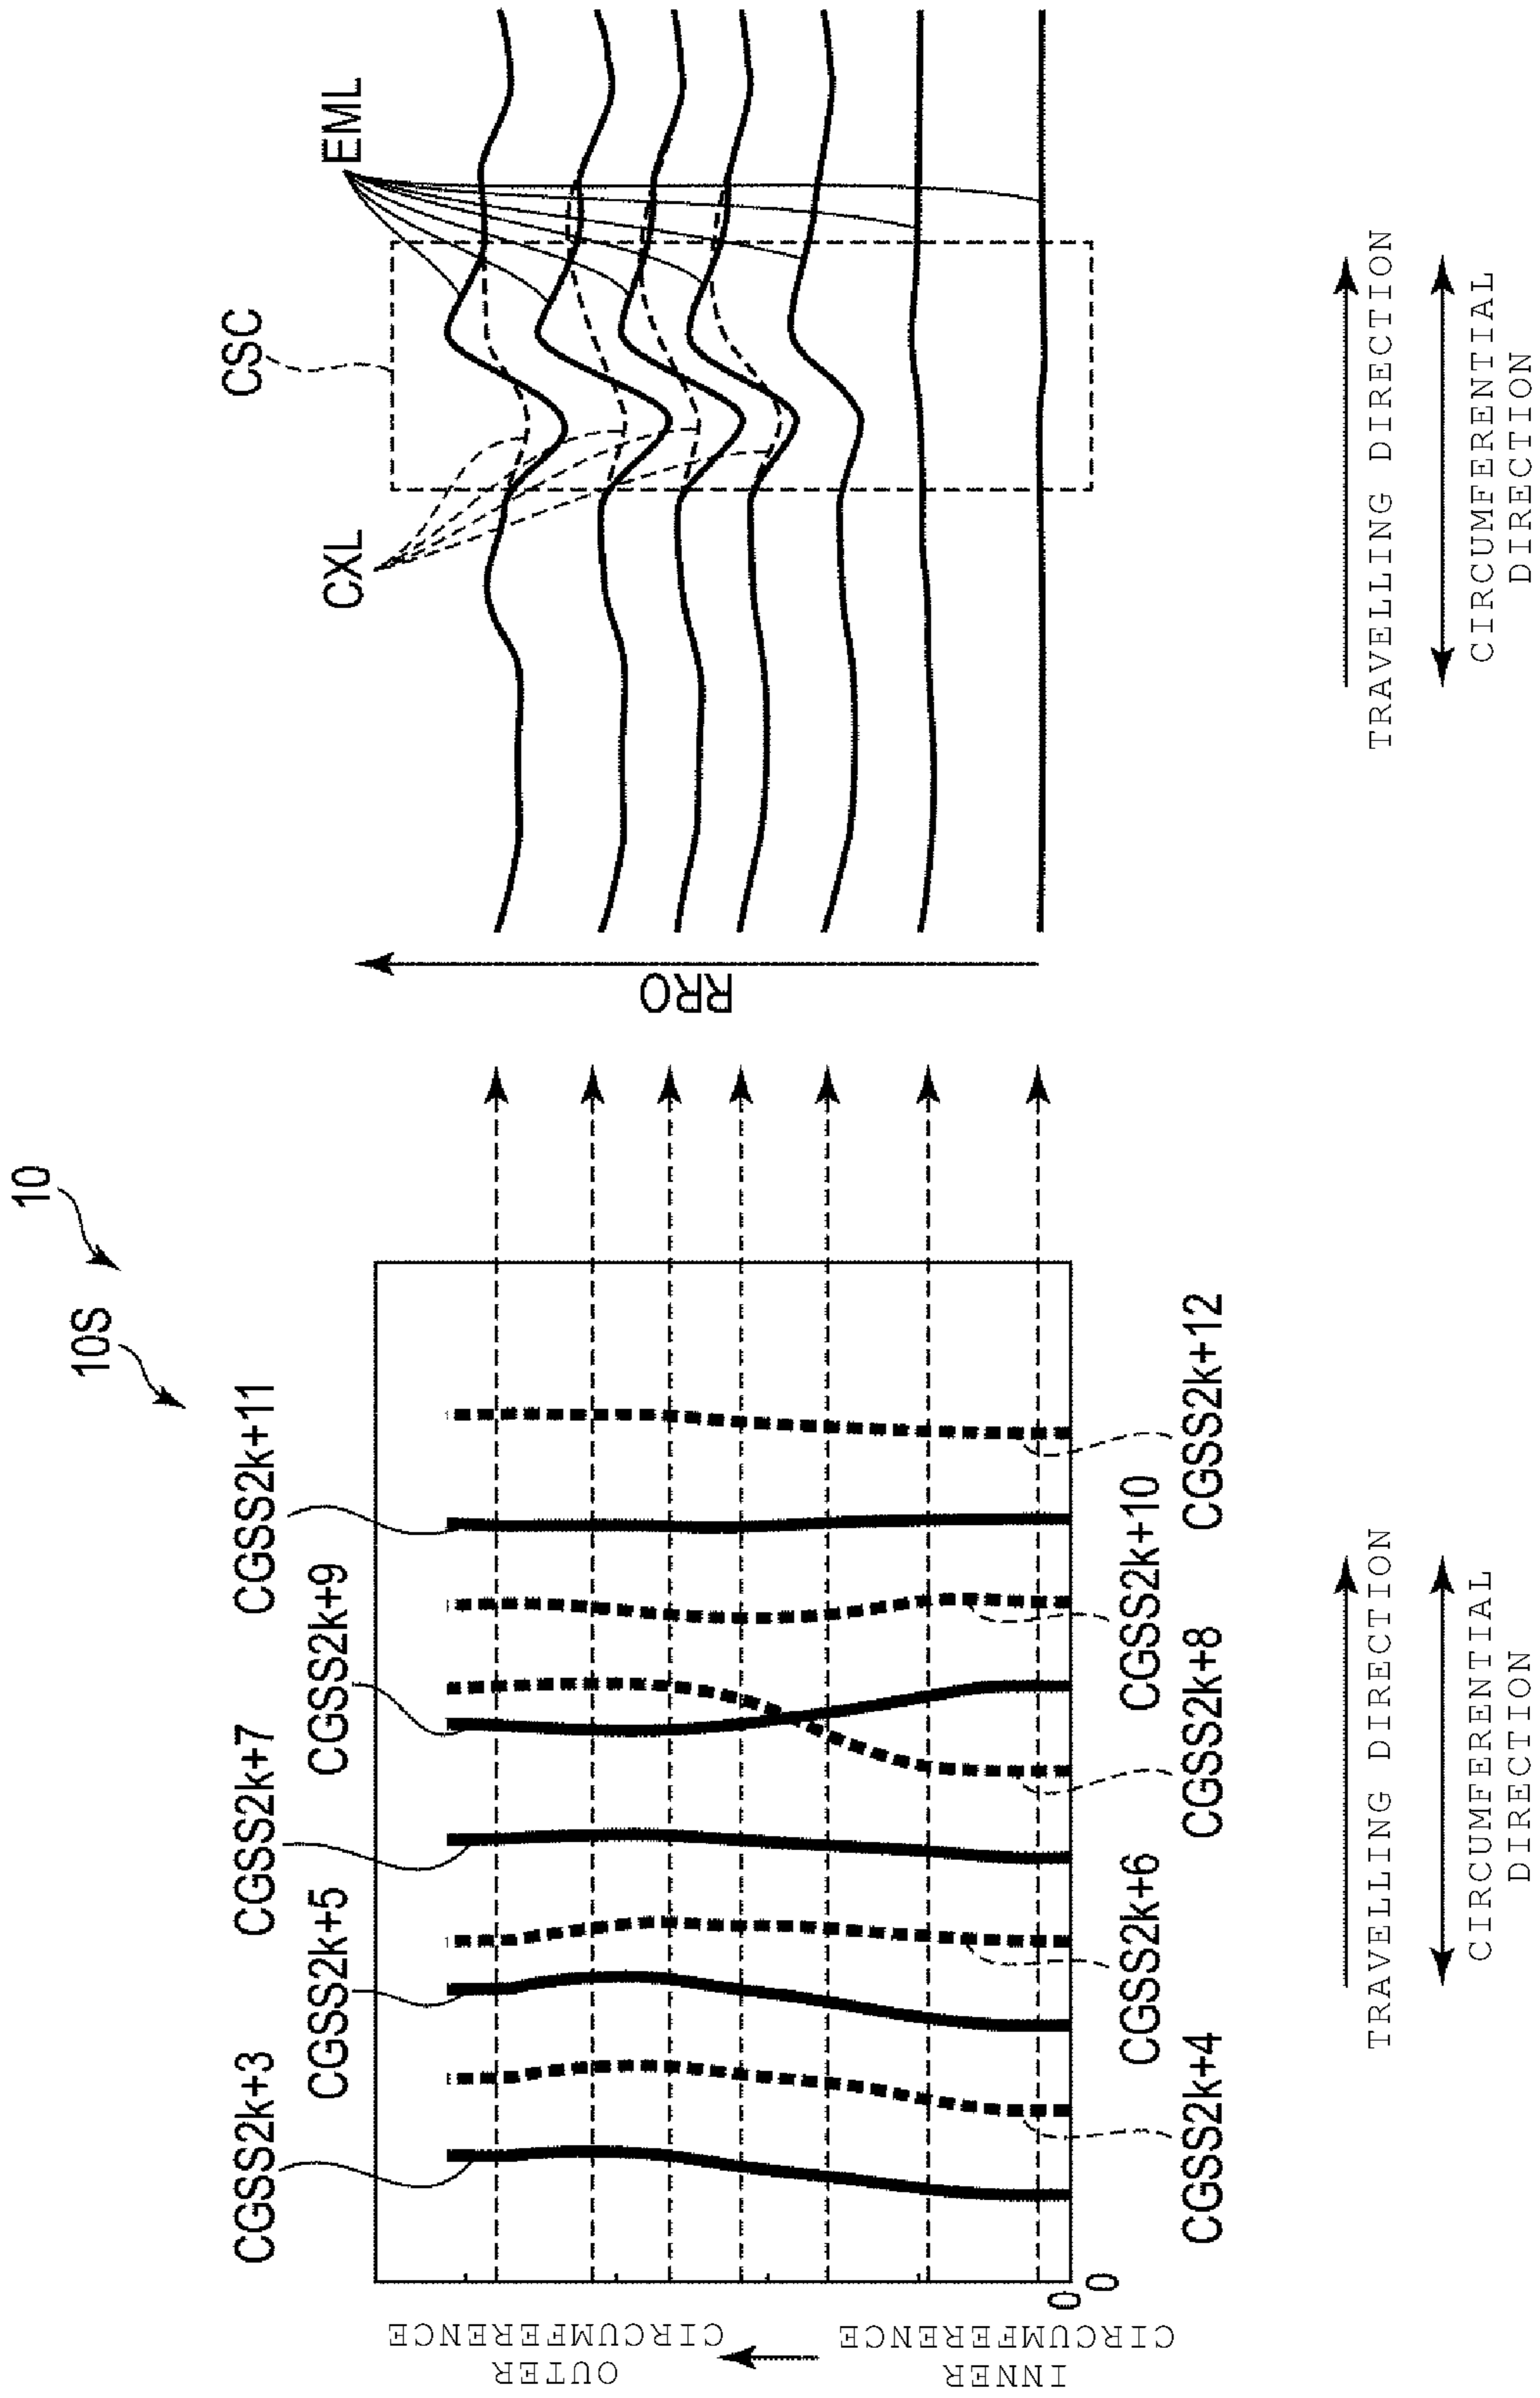 10
10S
CGSS2k+3
CGSS2k+5
CGSS2k+7
CGSS2k+9
CGSS2k+11
OUTER
CIRCUMFERENCE
INNER
CIRCUMFERENCE
0
0
CGSS2k+4
CGSS2k+6
CGSS2k+8
CGSS2k+10
CGSS2k+12
TRAVELLING DIRECTION
CIRCUMFERENTIAL
DIRECTION
CSC
CXL
EML
RRO
TRAVELLING DIRECTION
CIRCUMFERENTIAL
DIRECTION